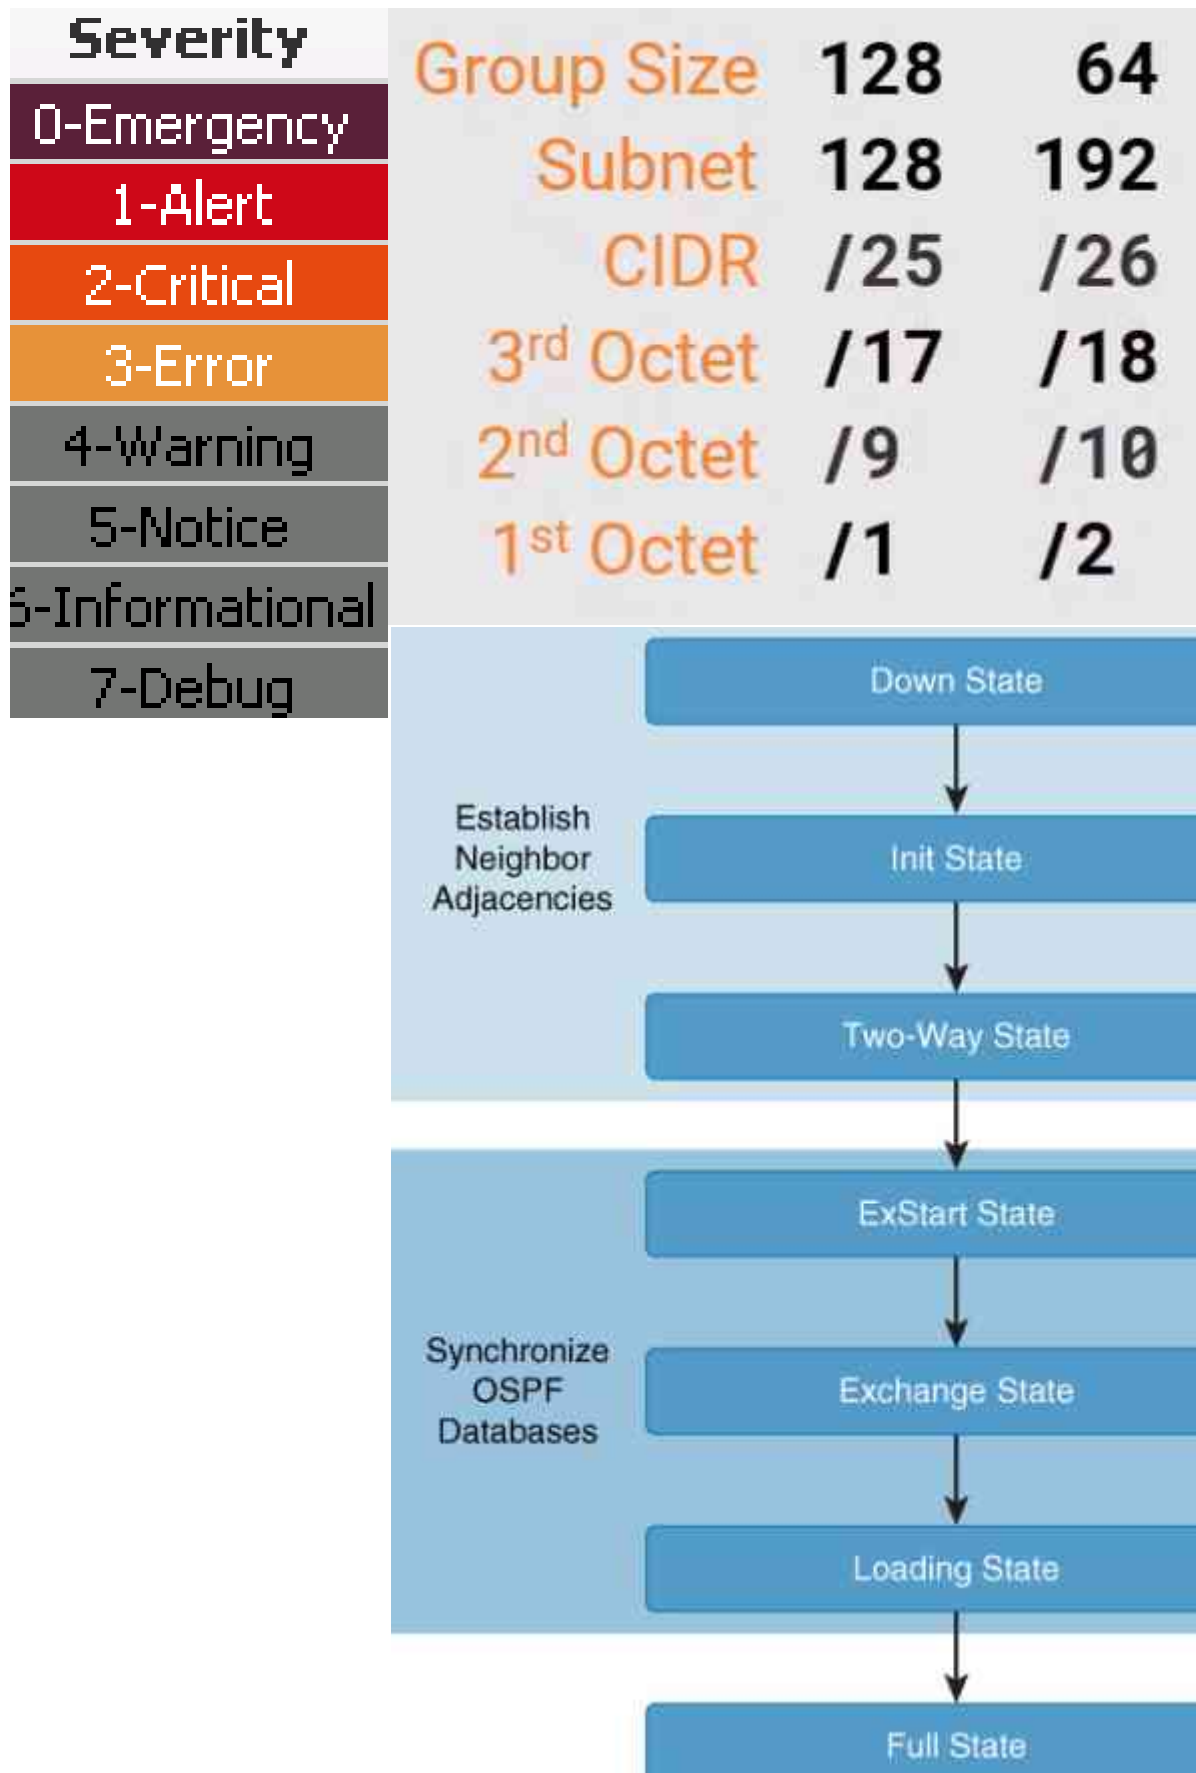 Severity
0-Emergency
1-Alert
2-Critical
3-Error
4-Warning
5-Notice
6-Informational
7-Debug
Group Size 128 64
Subnet 128 192
CIDR /25 /26
3rd Octet /17 /18
2nd Octet /9 /10
1st Octet /1 /2
Down State
Establish
Neighbor
Adjacencies
Init State
Two-Way State
ExStart State
Synchronize
OSPF
Databases
Exchange State
Loading State
Full State